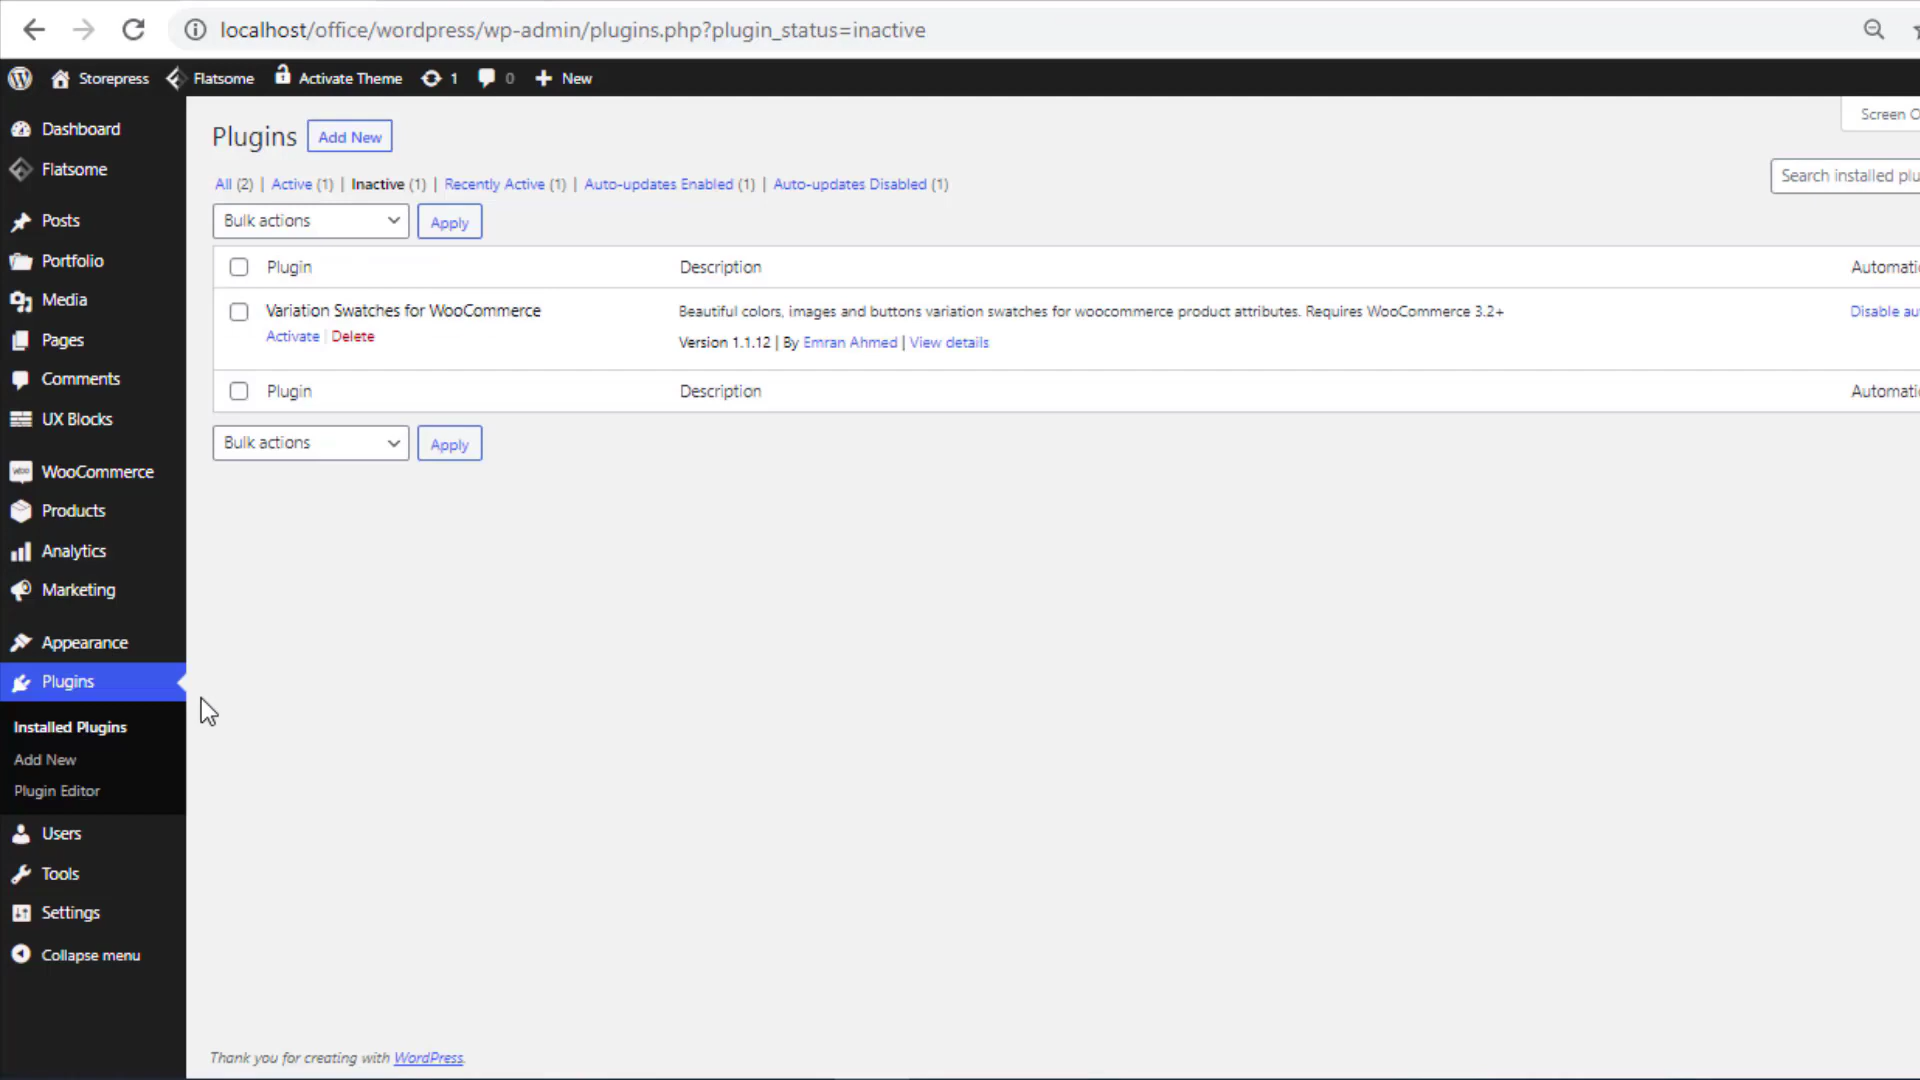 localhost/office/wordpress/wp-admin/plugins.php?plugin_status=inactive
Storepress Flatsome Activate Theme 1 0 New
Screen O
Dashboard
Flatsome
Posts
Portfolio
Media
Pages
Comments
UX Blocks
WooCommerce
Products
Analytics
Marketing
Appearance
Plugins
Installed Plugins
Add New
Plugin Editor
Users
Tools
Settings
Collapse menu
Plugins Add New
All (2) | Active (1) | Inactive (1) | Recently Active (1) | Auto-updates Enabled (1) | Auto-updates Disabled (1)
Search installed plu
Bulk actions Apply
Plugin Description Automati
Variation Swatches for WooCommerce Beautiful colors, images and buttons variation swatches for woocommerce product attributes. Requires WooCommerce 3.2+ Disable au
Activate | Delete Version 1.1.12 | By Emran Ahmed | View details
Plugin Description Automati
Bulk actions Apply
Thank you for creating with WordPress.